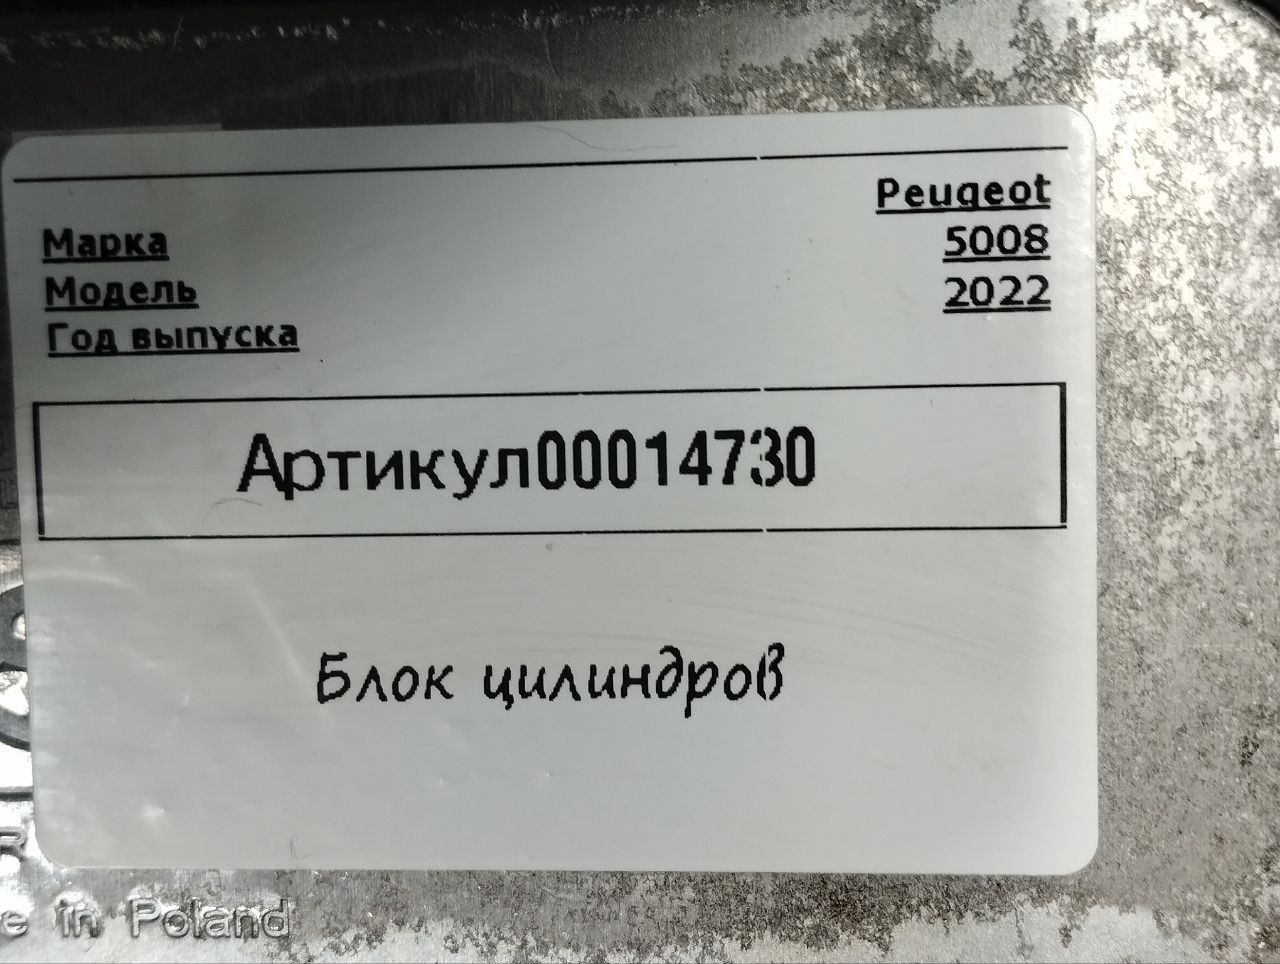 Peugeot
Марка 5008
Модель 2022
Год выпуска
Артикул00014730
Блок цилиндров
in Poland